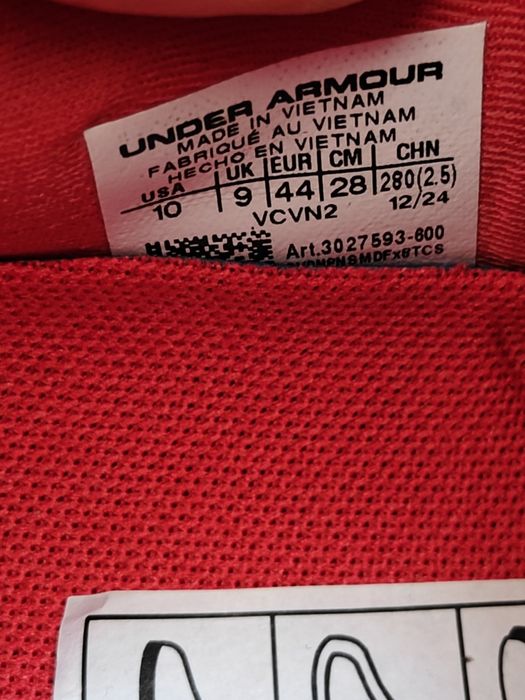 UNDER ARMOUR
MADE IN VIETNAM
FABRIQUÉ AU VIETNAM
HECHO EN VIETNAM
USA UK EUR CM CHN
10 9 44 28 280(2.5)
VCVN2 12/24
Art.3027593-600